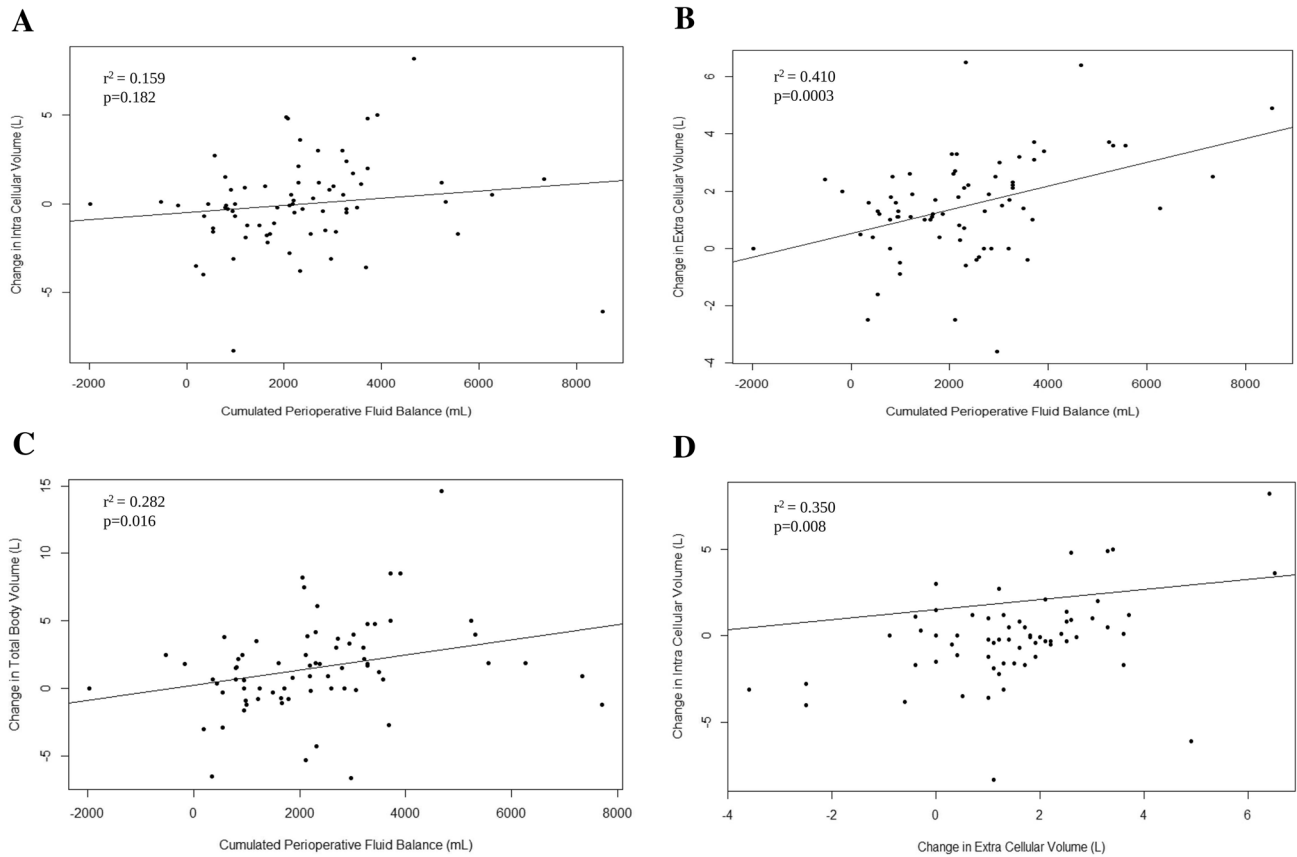 A
r² = 0.159
p=0.182
Change in Intra Cellular Volume (L)
5
0
-5
-2000 0 2000 4000 6000 8000
Cumulated Perioperative Fluid Balance (mL)
B
r² = 0.410
p=0.0003
Change in Extra Cellular Volume (L)
6
4
2
0
-2
-4
-2000 0 2000 4000 6000 8000
Cumulated Perioperative Fluid Balance (mL)
C
r² = 0.282
p=0.016
Change in Total Body Volume (L)
15
10
5
0
-5
-2000 0 2000 4000 6000 8000
Cumulated Perioperative Fluid Balance (mL)
D
r² = 0.350
p=0.008
Change in Intra Cellular Volume (L)
5
0
-5
-4 -2 0 2 4 6
Change in Extra Cellular Volume (L)